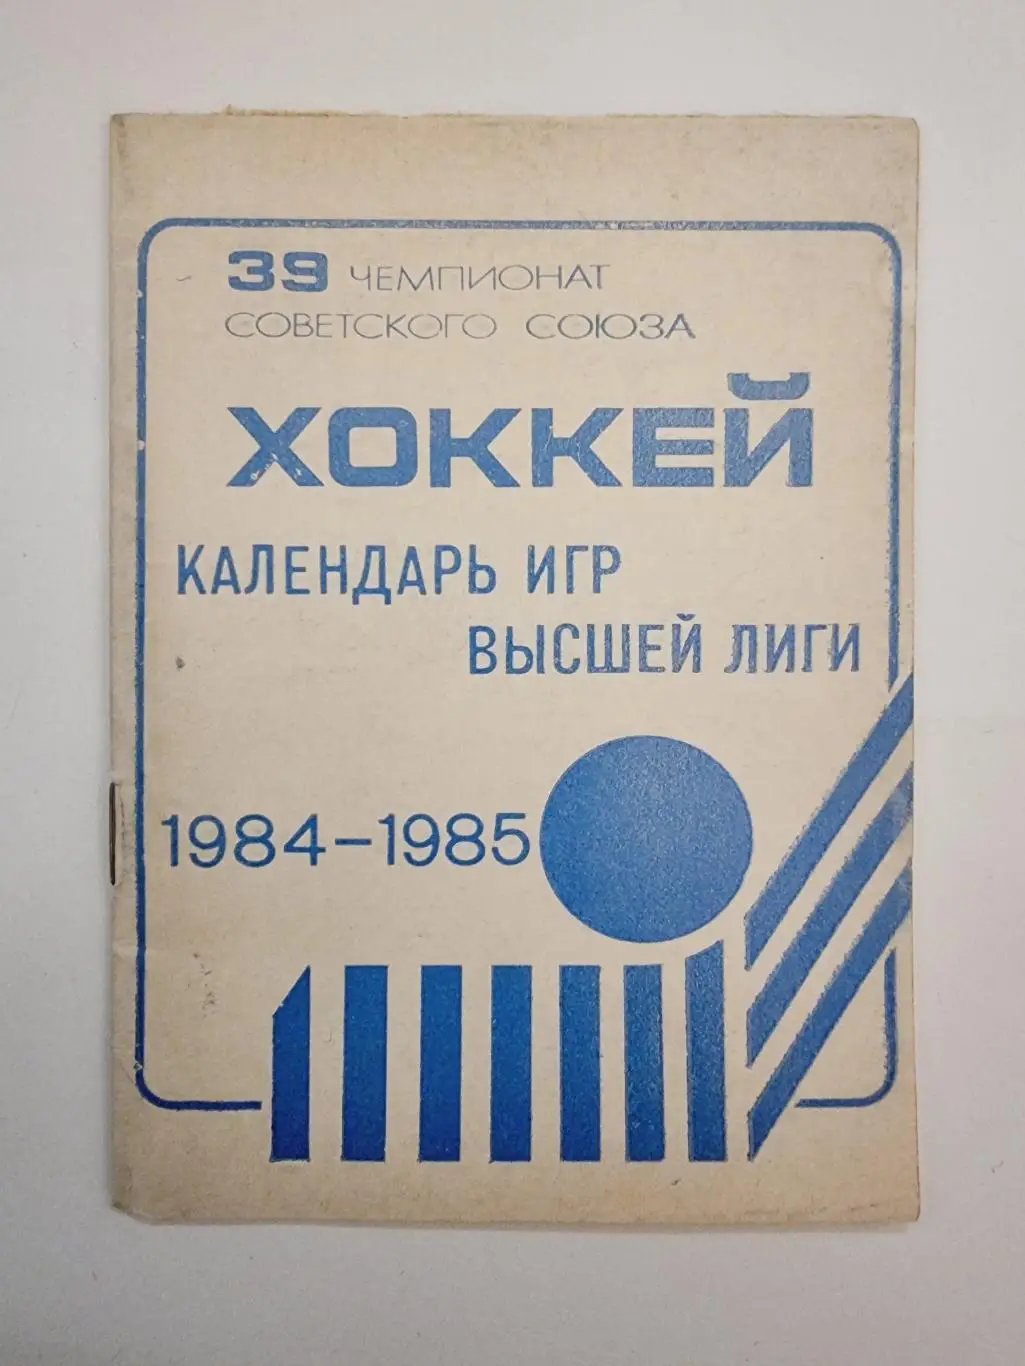 39 ЧЕМПИОНАТ
СОВЕТСКОГО СОЮЗА
ХОККЕЙ
КАЛЕНДАРЬ ИГР
ВЫСШЕЙ ЛИГИ
1984-1985